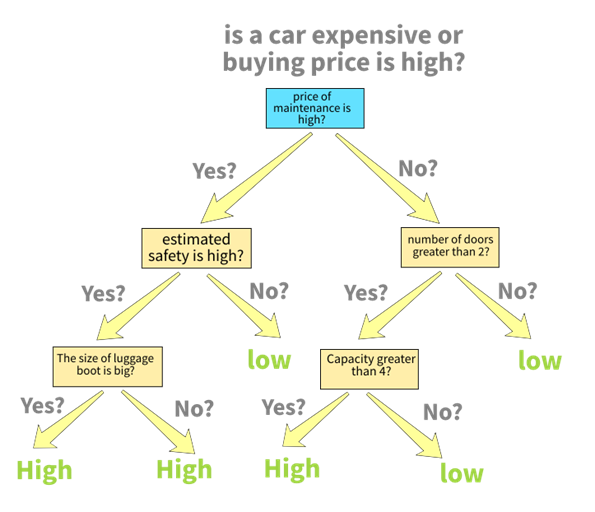 is a car expensive or
buying price is high?
price of
maintenance is
high?
Yes?
No?
estimated
safety is high?
number of doors
greater than 2?
Yes?
No?
Yes?
No?
The size of luggage
boot is big?
low
Capacity greater
than 4?
low
Yes?
No?
Yes?
No?
High
High
High
low